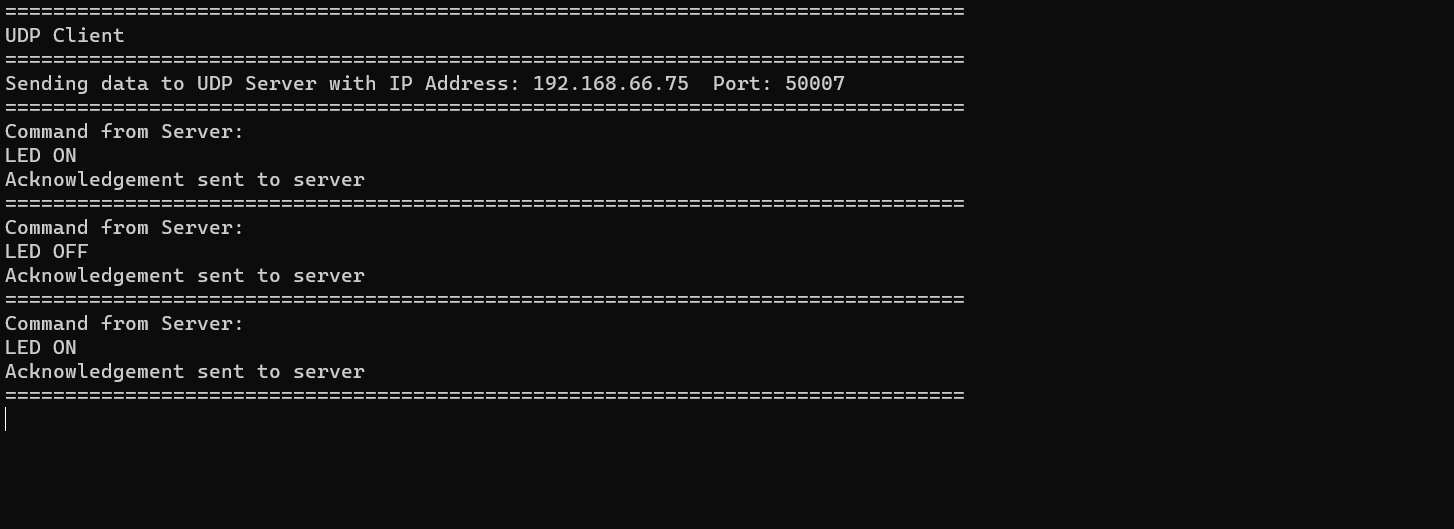 ================================================================================
UDP Client
================================================================================
Sending data to UDP Server with IP Address: 192.168.66.75  Port: 50007
================================================================================
Command from Server:
LED ON
Acknowledgement sent to server
================================================================================
Command from Server:
LED OFF
Acknowledgement sent to server
================================================================================
Command from Server:
LED ON
Acknowledgement sent to server
================================================================================